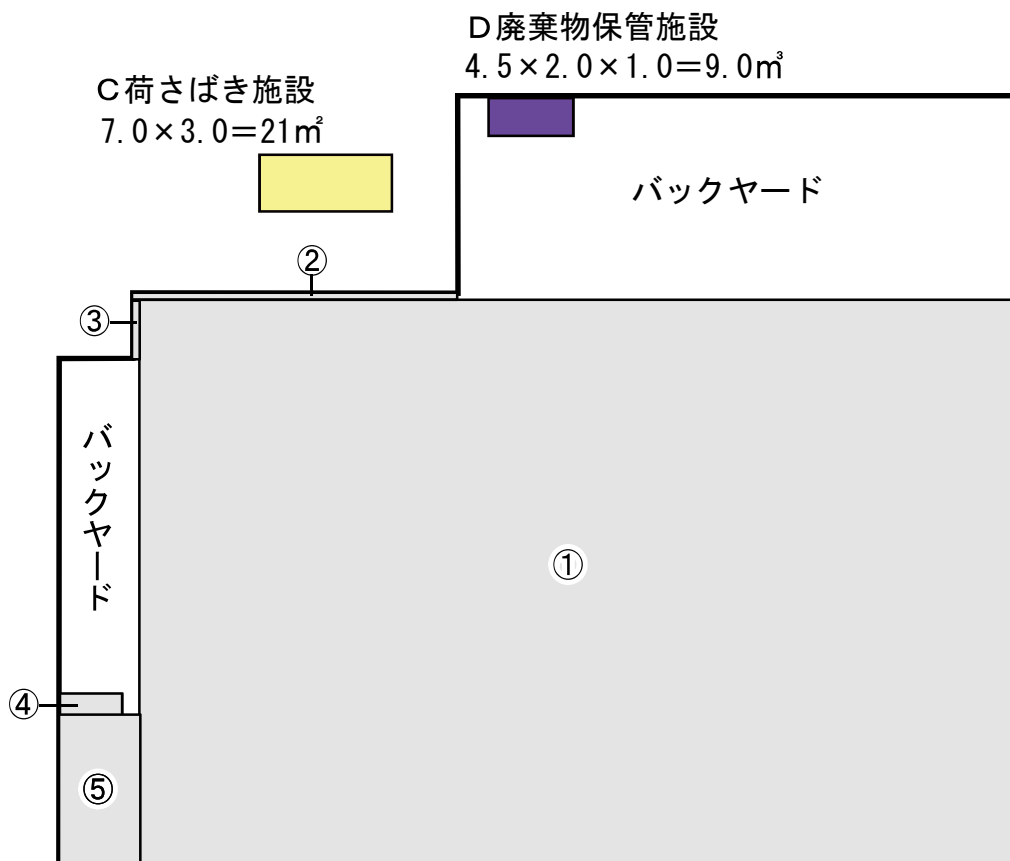 D廃棄物保管施設
4.5×2.0×1.0=9.0㎥
C荷さばき施設
7.0×3.0=21㎡
バックヤード
②
③
バックヤード
①
④
⑤